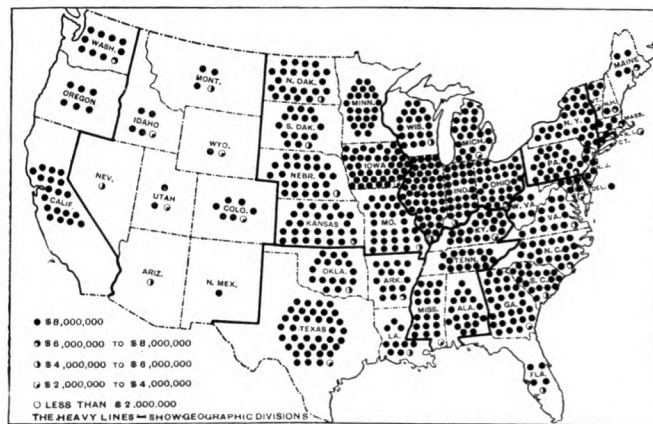 WASH.
MONT.
N. DAK.
MINN.
MAINE
OREGON
IDAHO
S. DAK.
WIS.
MICH.
N. Y.
N.H.
MASS.
WYO.
CT.
NEBR.
IOWA
PA.
N. J.
NEV.
UTAH
COLO.
KANSAS
MO.
IND.
OHIO
DEL.
W. VA.
VA.
CALIF.
KY.
ARIZ.
N. MEX.
OKLA.
ARK.
TENN.
N. C.
S. C.
TEXAS
LA.
MISS.
ALA.
GA.
FLA.
$8,000,000
$6,000,000 TO $8,000,000
$4,000,000 TO $6,000,000
$2,000,000 TO $4,000,000
LESS THAN $2,000,000
THE HEAVY LINES — SHOW GEOGRAPHIC DIVISIONS